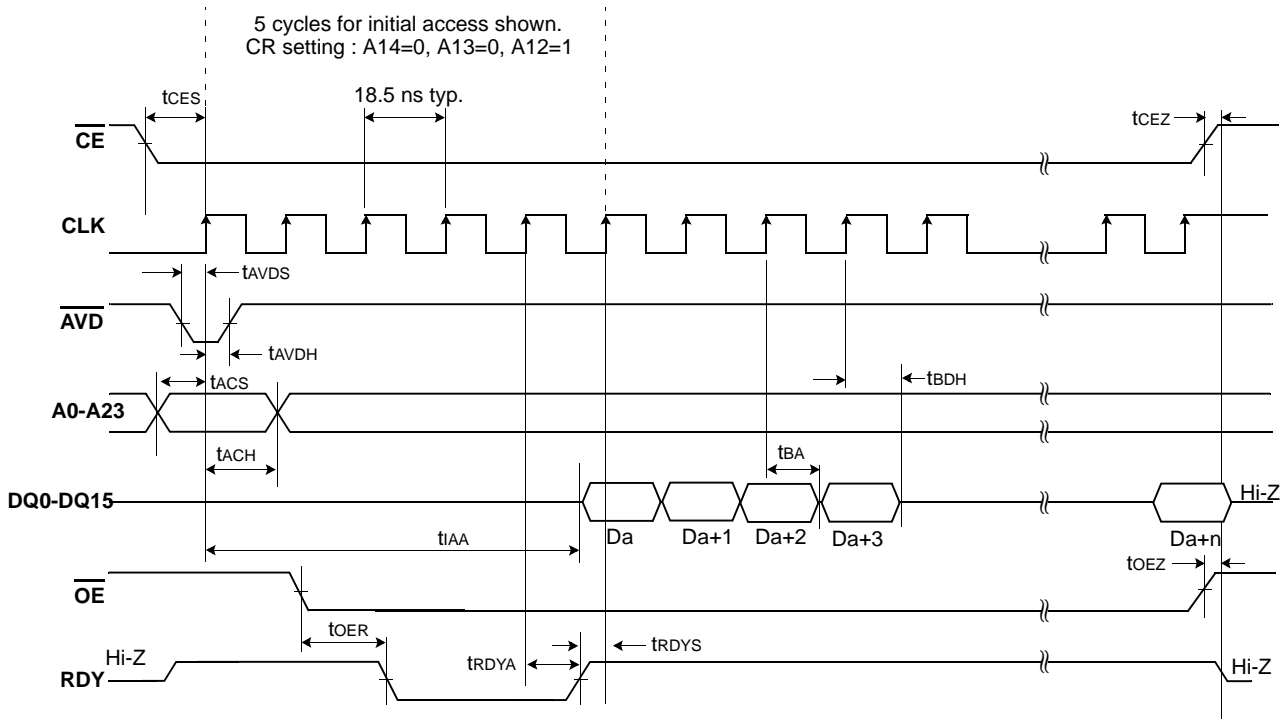 5 cycles for initial access shown.
CR setting : A14=0, A13=0, A12=1
tCES
18.5 ns typ.
tCEZ
CE
CLK
tAVDS
AVD
tAVDH
tACS
tBDH
A0-A23
tACH
tBA
DQ0-DQ15
Hi-Z
tIAA
Da
Da+1
Da+2
Da+3
Da+n
tOEZ
OE
tOER
tRDYS
Hi-Z
tRDYA
Hi-Z
RDY